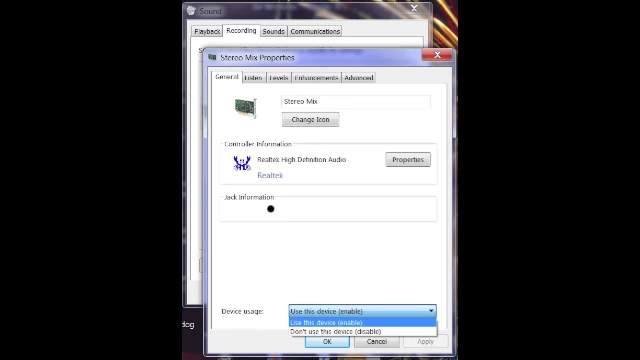 Sound
Playback Recording Sounds Communications
Stereo Mix Properties
General Listen Levels Enhancements Advanced
Stereo Mix
Change Icon
Controller Information
Realtek High Definition Audio
Properties
Realtek
Jack Information
Device usage:
Use this device (enable)
Use this device (enable)
Don't use this device (disable)
OK Cancel Apply
dog